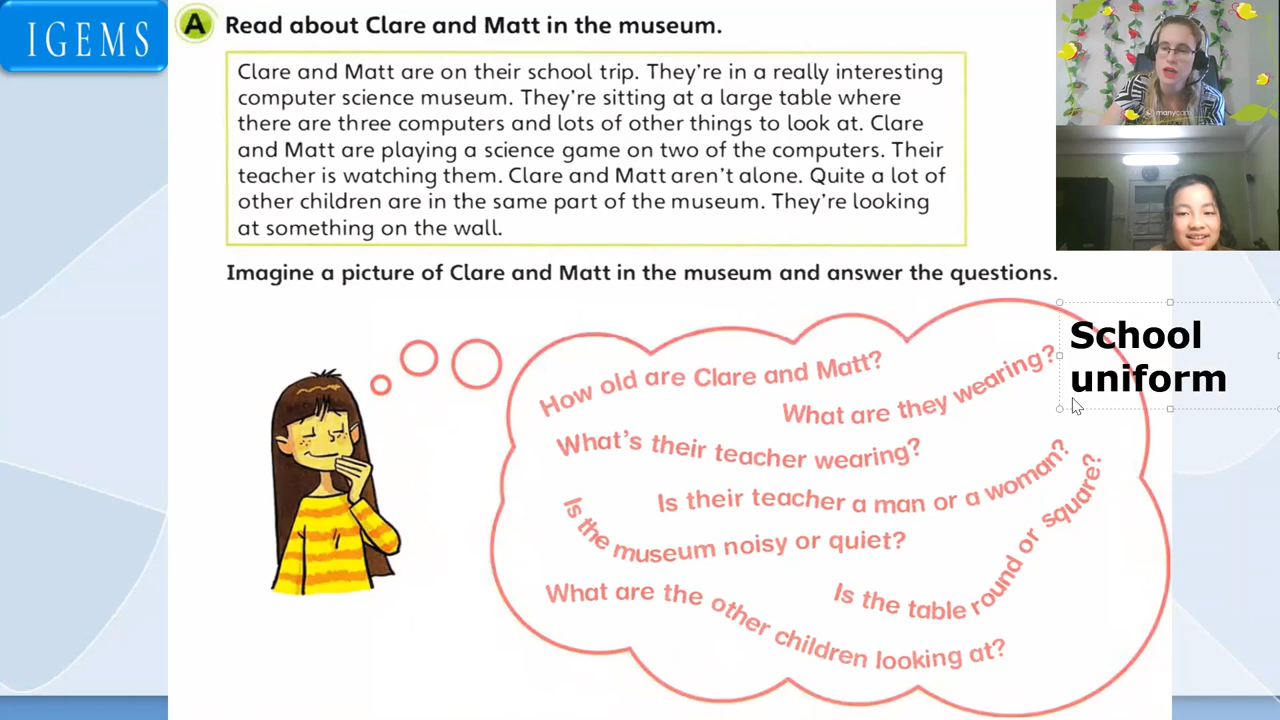 IGEMS
A Read about Clare and Matt in the museum.
Clare and Matt are on their school trip. They're in a really interesting
computer science museum. They're sitting at a large table where
there are three computers and lots of other things to look at. Clare
and Matt are playing a science game on two of the computers. Their
teacher is watching them. Clare and Matt aren't alone. Quite a lot of
other children are in the same part of the museum. They're looking
at something on the wall.
Imagine a picture of Clare and Matt in the museum and answer the questions.
How old are Clare and Matt?
What are they wearing?
School
uniform
What's their teacher wearing?
Is their teacher a man or a woman?
Is the museum noisy or quiet?
Is the table round or square?
What are the other children looking at?
manycam